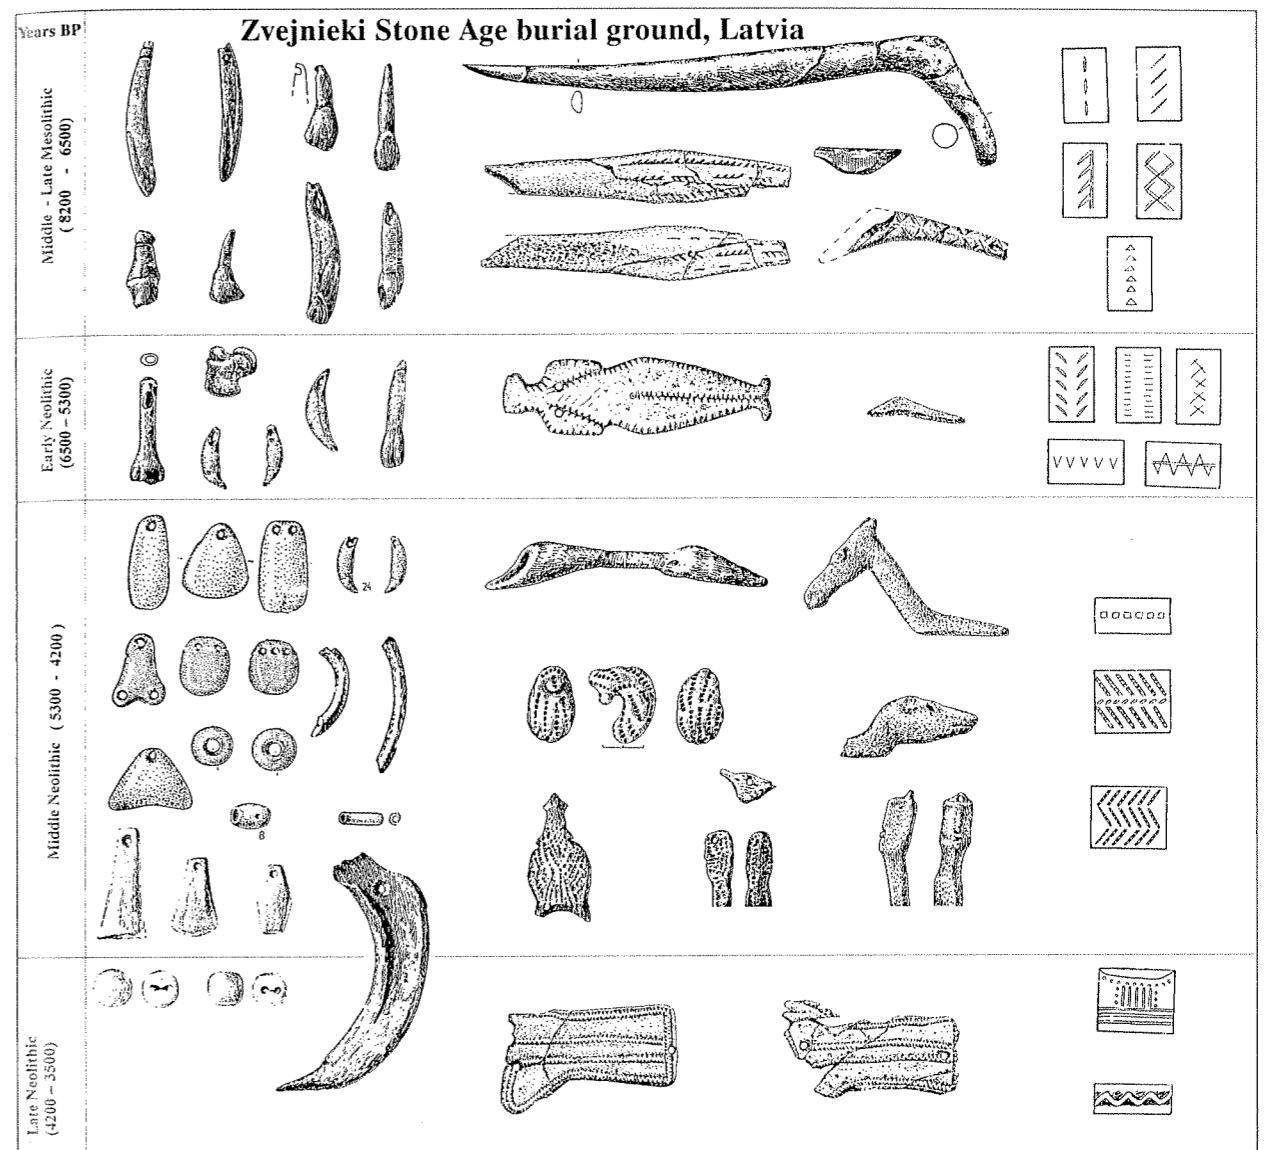 Years BP
Zvejnieki Stone Age burial ground, Latvia
Middle - Late Mesolithic
( 8200 - 6500)
Early Neolithic
(6500 – 5300)
24
Middle Neolithic ( 5300 - 4200 )
8
Late Neolithic
(4200 – 3500)